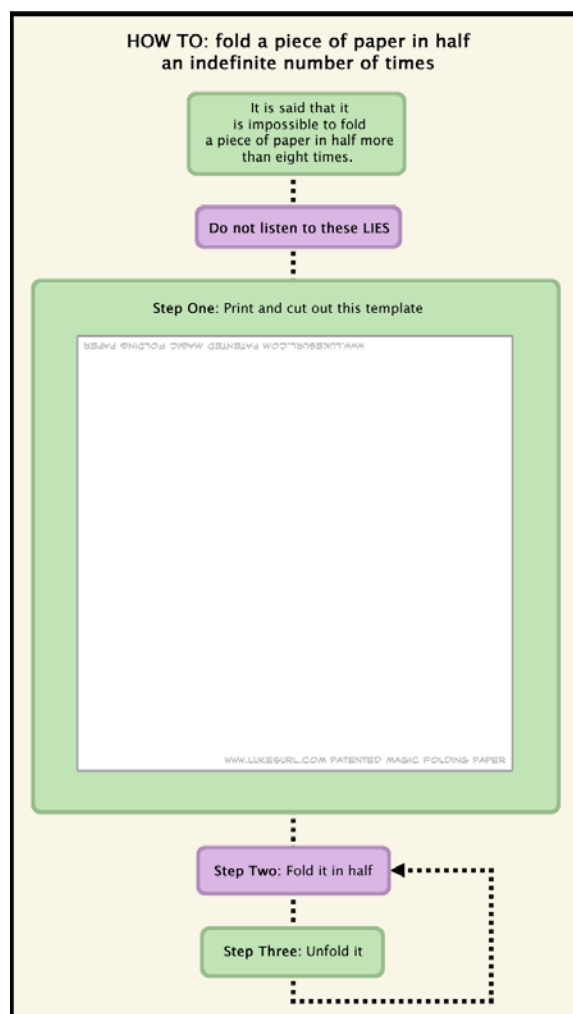 HOW TO: fold a piece of paper in half
an indefinite number of times
It is said that it
is impossible to fold
a piece of paper in half more
than eight times.
Do not listen to these LIES
Step One: Print and cut out this template
WWW.LUKESURL.COM PATENTED MAGIC FOLDING PAPER
WWW.LUKESURL.COM PATENTED MAGIC FOLDING PAPER
Step Two: Fold it in half
Step Three: Unfold it